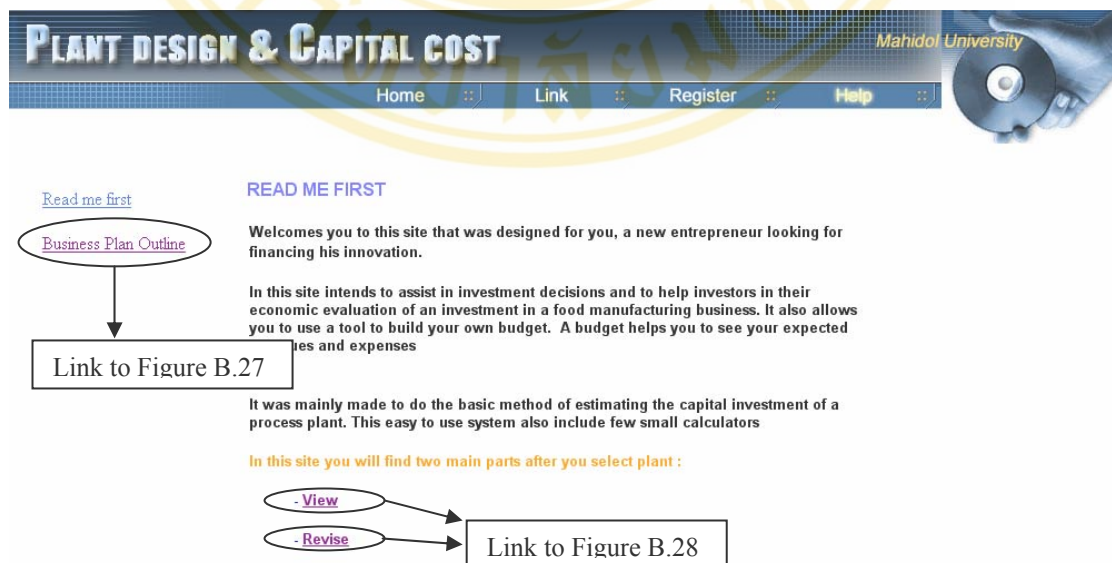 PLANT DESIGN & CAPITAL COST
Mahidol University
Home :: Link :: Register :: Help ::
Read me first
Business Plan Outline
Link to Figure B.27
READ ME FIRST
Welcomes you to this site that was designed for you, a new entrepreneur looking for
financing his innovation.
In this site intends to assist in investment decisions and to help investors in their
economic evaluation of an investment in a food manufacturing business. It also allows
you to use a tool to build your own budget. A budget helps you to see your expected
ues and expenses
It was mainly made to do the basic method of estimating the capital investment of a
process plant. This easy to use system also include few small calculators
In this site you will find two main parts after you select plant :
- View
- Revise
Link to Figure B.28